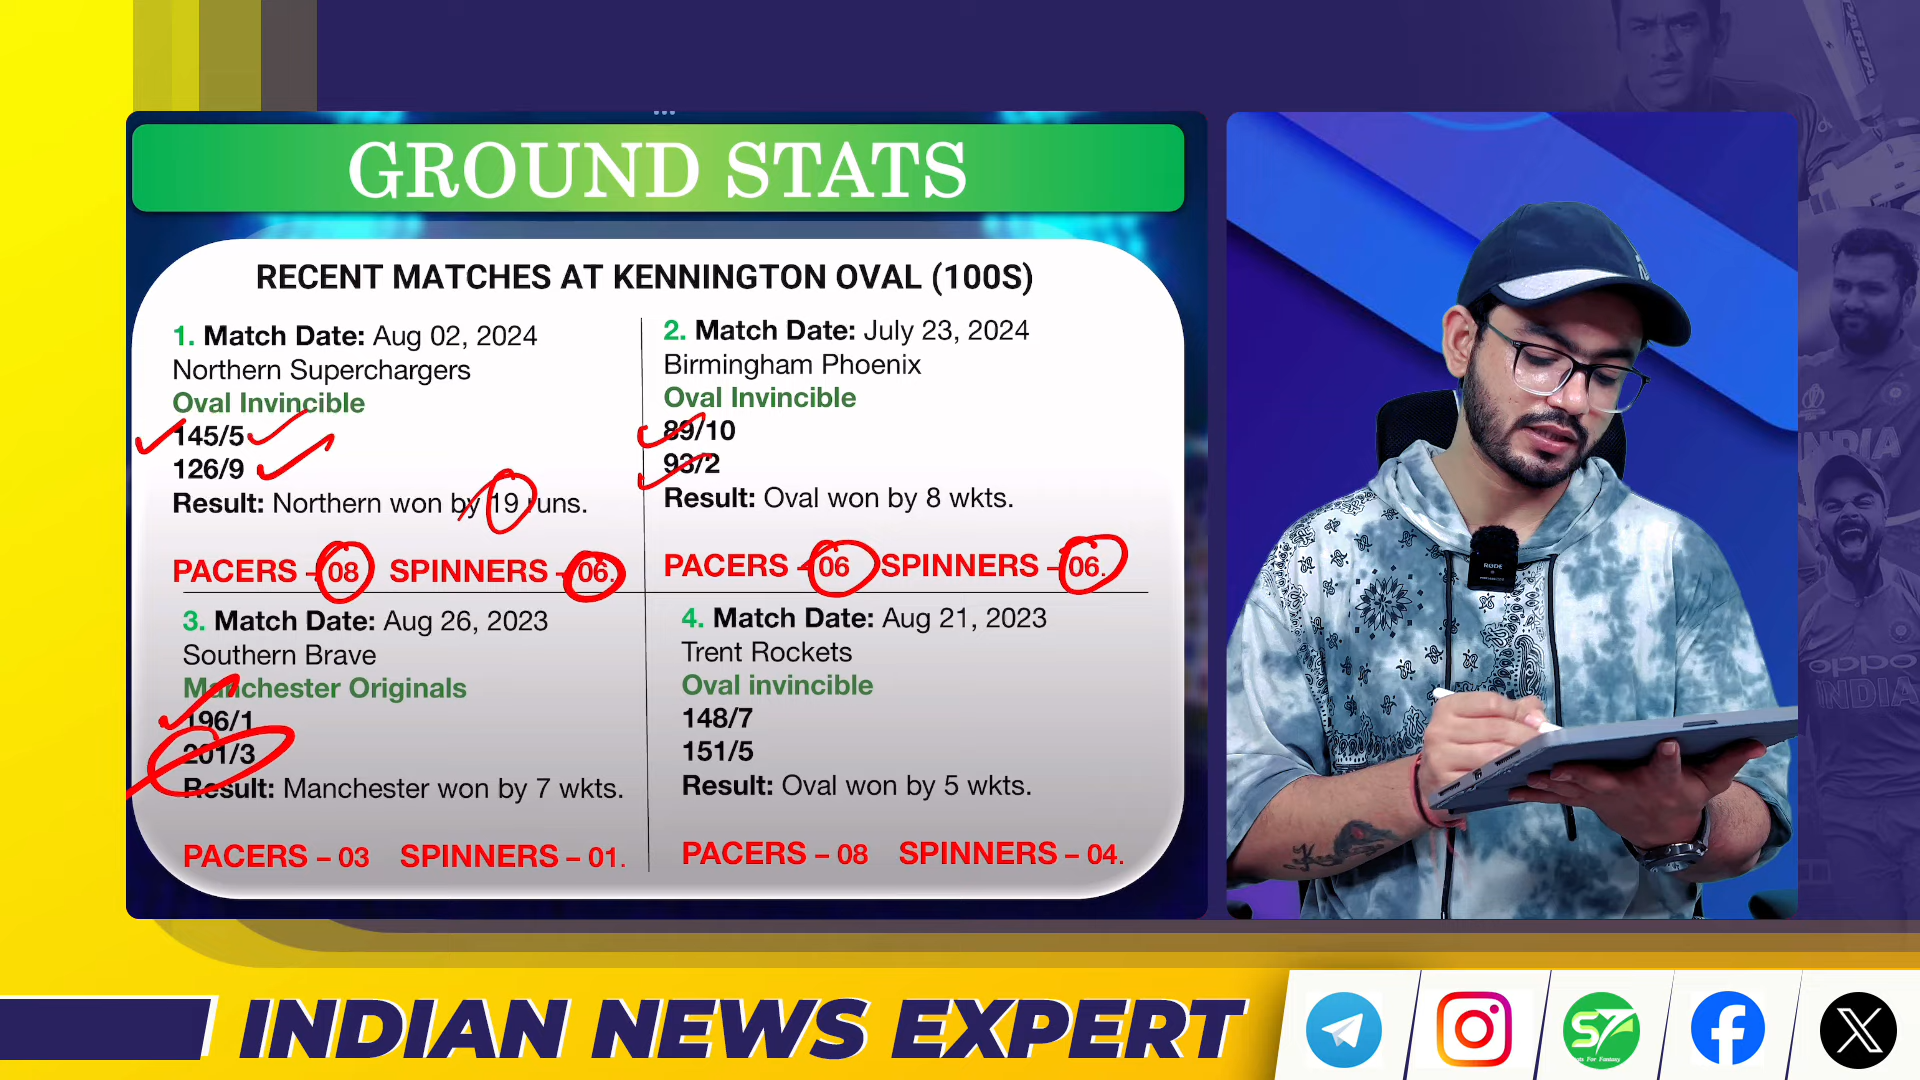 GROUND STATS
RECENT MATCHES AT KENNINGTON OVAL (100S)
1. Match Date: Aug 02, 2024
Northern Superchargers
Oval Invincible
145/5
126/9
Result: Northern won by 19 runs.
PACERS - 08 SPINNERS - 06.
2. Match Date: July 23, 2024
Birmingham Phoenix
Oval Invincible
89/10
93/2
Result: Oval won by 8 wkts.
PACERS - 06 SPINNERS – 06.
3. Match Date: Aug 26, 2023
Southern Brave
Manchester Originals
196/1
201/3
Result: Manchester won by 7 wkts.
PACERS – 03 SPINNERS – 01.
4. Match Date: Aug 21, 2023
Trent Rockets
Oval invincible
148/7
151/5
Result: Oval won by 5 wkts.
PACERS – 08 SPINNERS – 04.
RODE
INDIA
oppo
INDIA
INDIAN NEWS EXPERT
S7